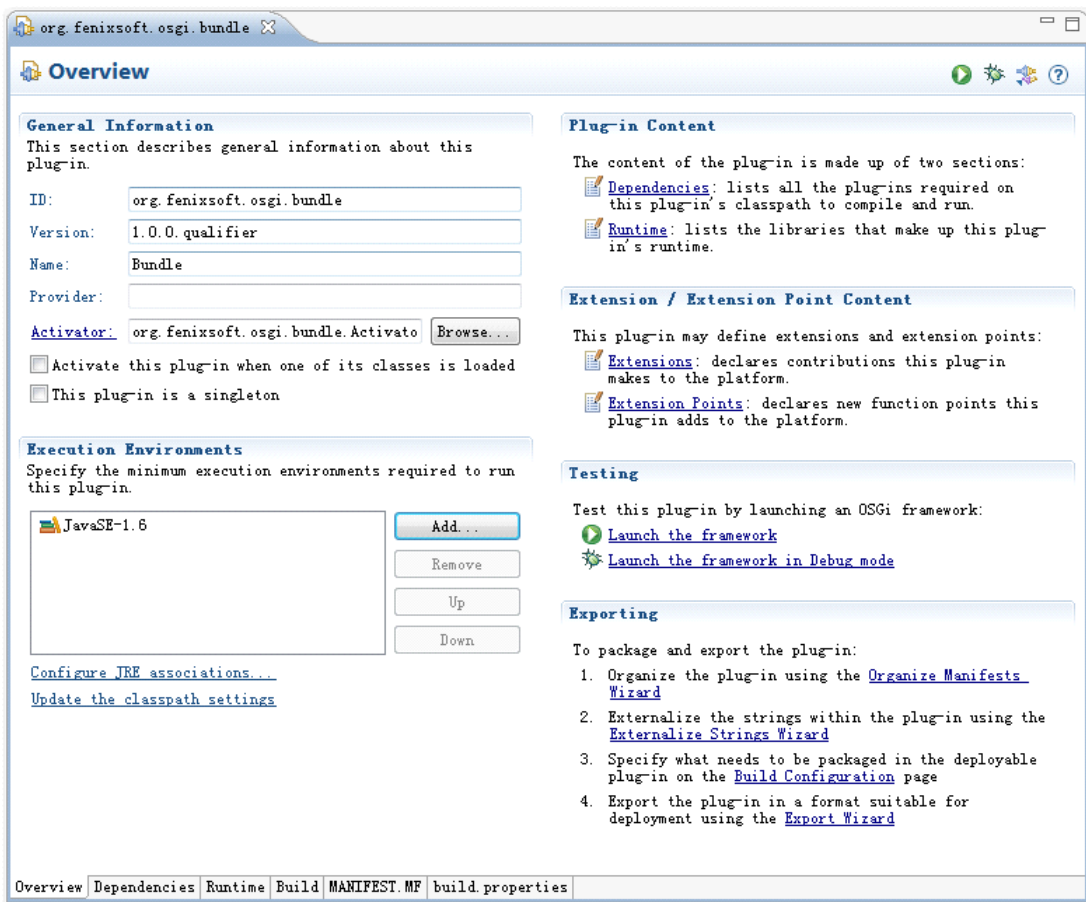 org.fenixsoft.osgi.bundle
Overview
General Information
This section describes general information about this
plug-in.
ID: org.fenixsoft.osgi.bundle
Version: 1.0.0.qualifier
Name: Bundle
Provider:
Activator: org.fenixsoft.osgi.bundle.Activato Browse...
Activate this plug-in when one of its classes is loaded
This plug-in is a singleton
Execution Environments
Specify the minimum execution environments required to run
this plug-in.
JavaSE-1.6
Add...
Remove
Up
Down
Configure JRE associations...
Update the classpath settings
Plug-in Content
The content of the plug-in is made up of two sections:
Dependencies: lists all the plug-ins required on
this plug-in's classpath to compile and run.
Runtime: lists the libraries that make up this plug-
in's runtime.
Extension / Extension Point Content
This plug-in may define extensions and extension points:
Extensions: declares contributions this plug-in
makes to the platform.
Extension Points: declares new function points this
plug-in adds to the platform.
Testing
Test this plug-in by launching an OSGi framework:
Launch the framework
Launch the framework in Debug mode
Exporting
To package and export the plug-in:
1. Organize the plug-in using the Organize Manifests
Wizard
2. Externalize the strings within the plug-in using the
Externalize Strings Wizard
3. Specify what needs to be packaged in the deployable
plug-in on the Build Configuration page
4. Export the plug-in in a format suitable for
deployment using the Export Wizard
Overview Dependencies Runtime Build MANIFEST.MF build.properties